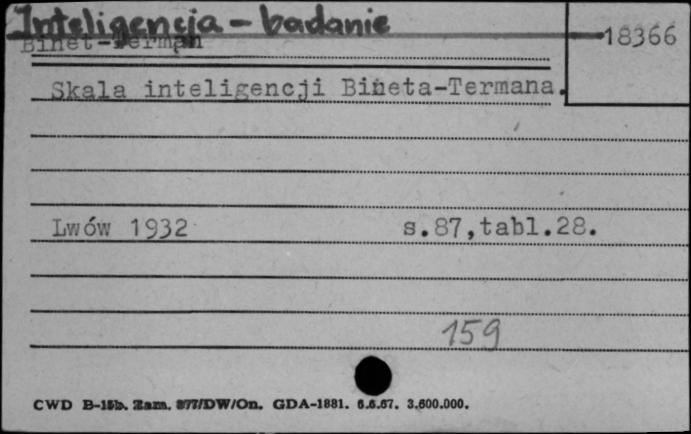 Inteligencja - badanie
Binet-Terman
18366
Skala inteligencji Bineta-Termana.
Lwów 1932 s.87,tabl.28.
159
CWD B-15b. Zam. 877/DW/On. GDA-1881. 6.6.67. 3.600.000.